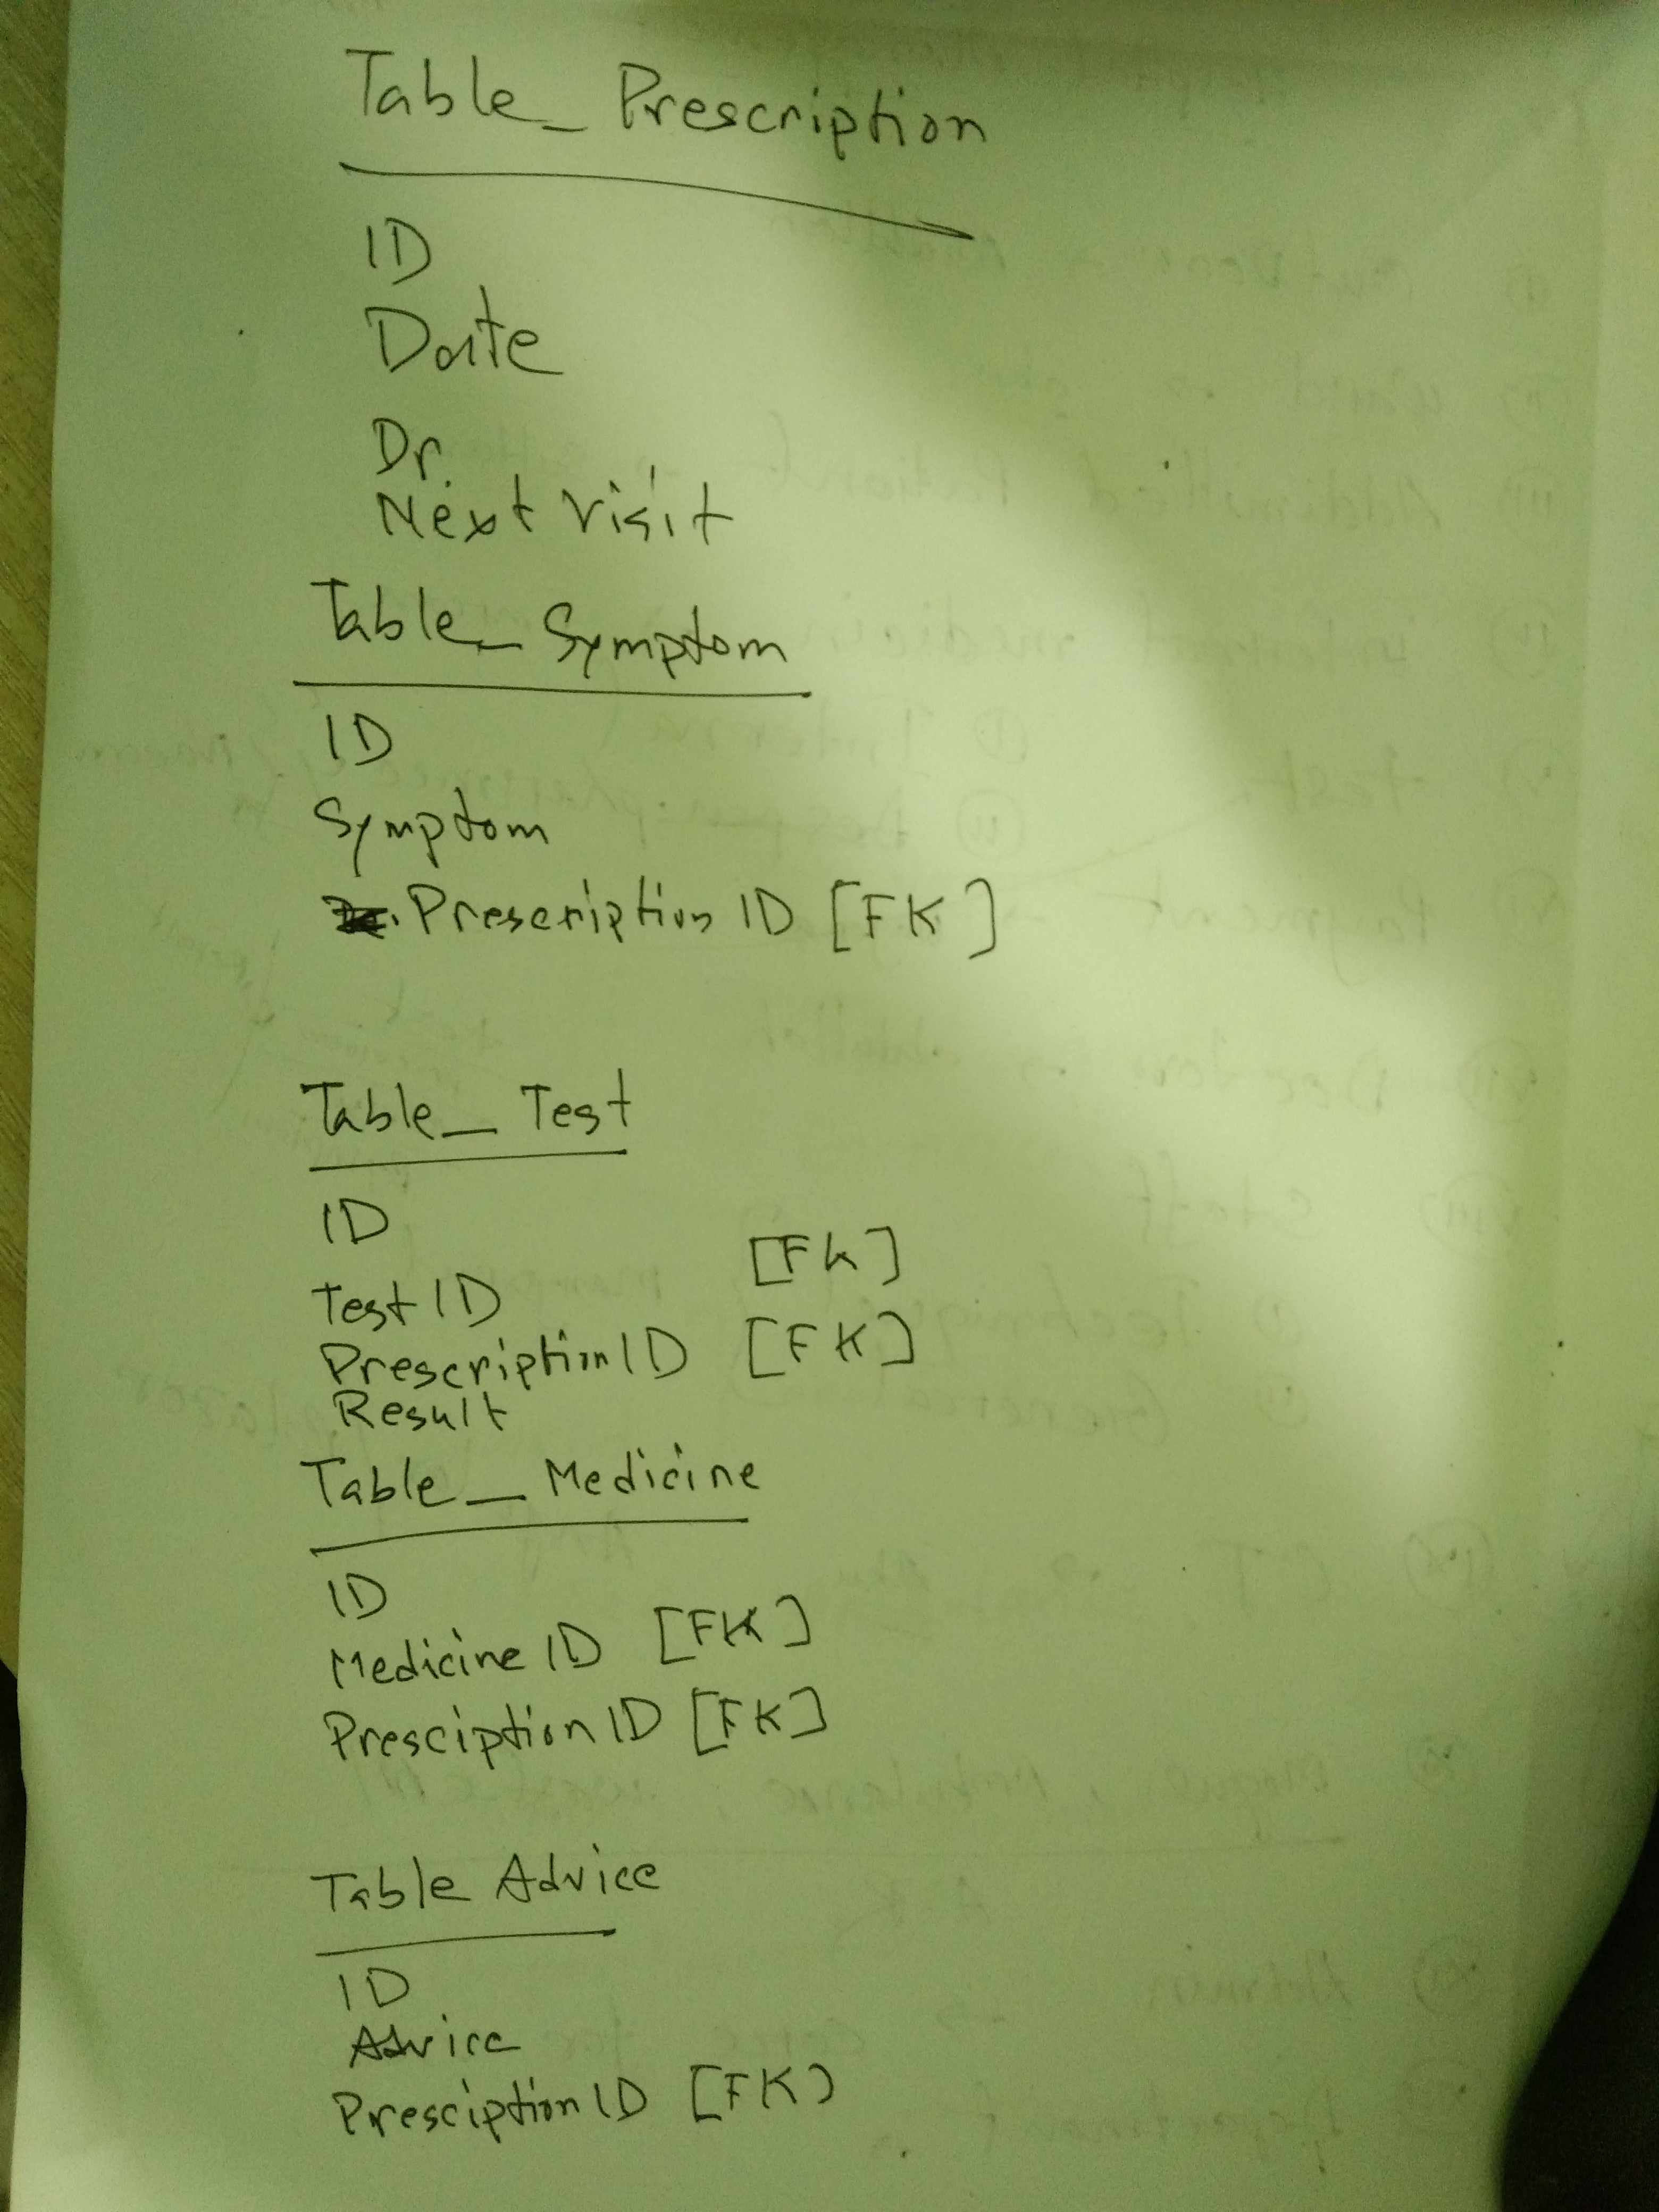 Table_ Prescription
ID
Date
Dr.
Next Visit
Table_ Symptom
ID
Symptom
Prescription ID [FK]
Table_ Test
ID
Test ID [FK]
Prescription ID [FK]
Result
Table_ Medicine
ID
Medicine ID [FK]
Presciption ID [FK]
Table Advice
ID
Advice
Presciption ID [FK)